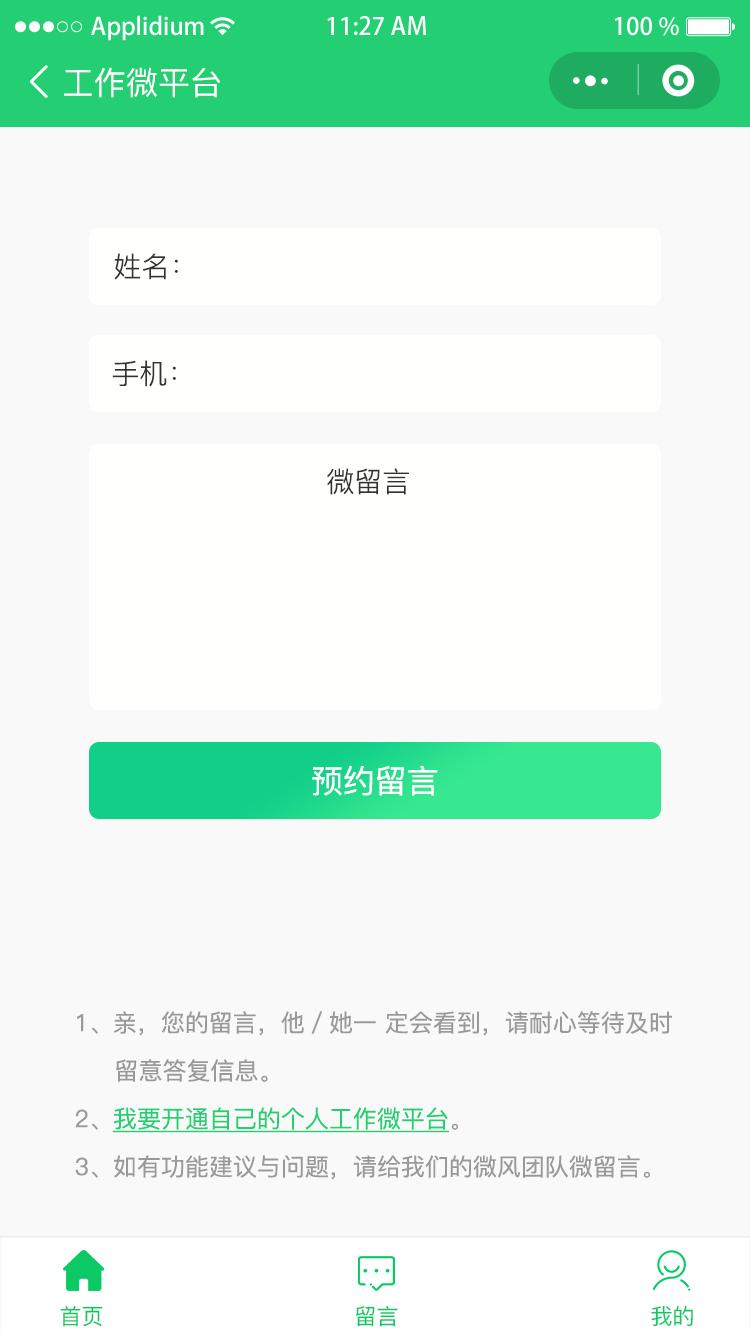 Applidium 11:27 AM 100 %
工作微平台
姓名：
手机：
微留言
预约留言
1、亲，您的留言，他 / 她一 定会看到，请耐心等待及时
留意答复信息。
2、我要开通自己的个人工作微平台。
3、如有功能建议与问题，请给我们的微风团队微留言。
首页 留言 我的